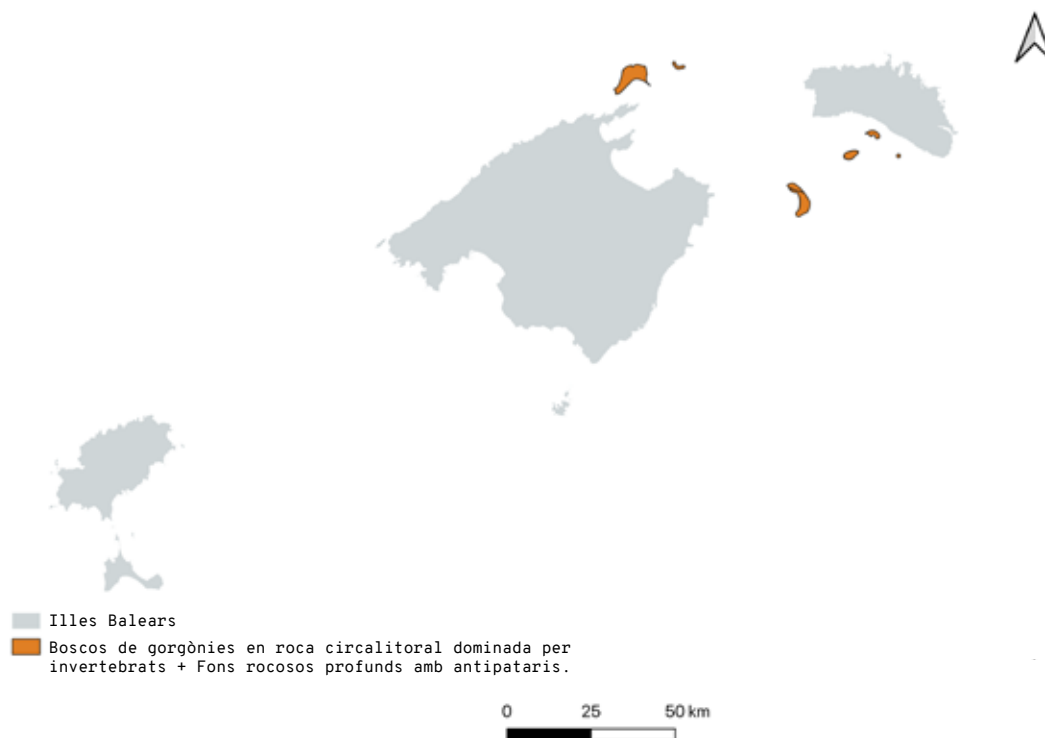 Illes Balears
Boscos de gorgònies en roca circalitoral dominada per
invertebrats + Fons rocosos profunds amb antipataris.
0 25 50 km